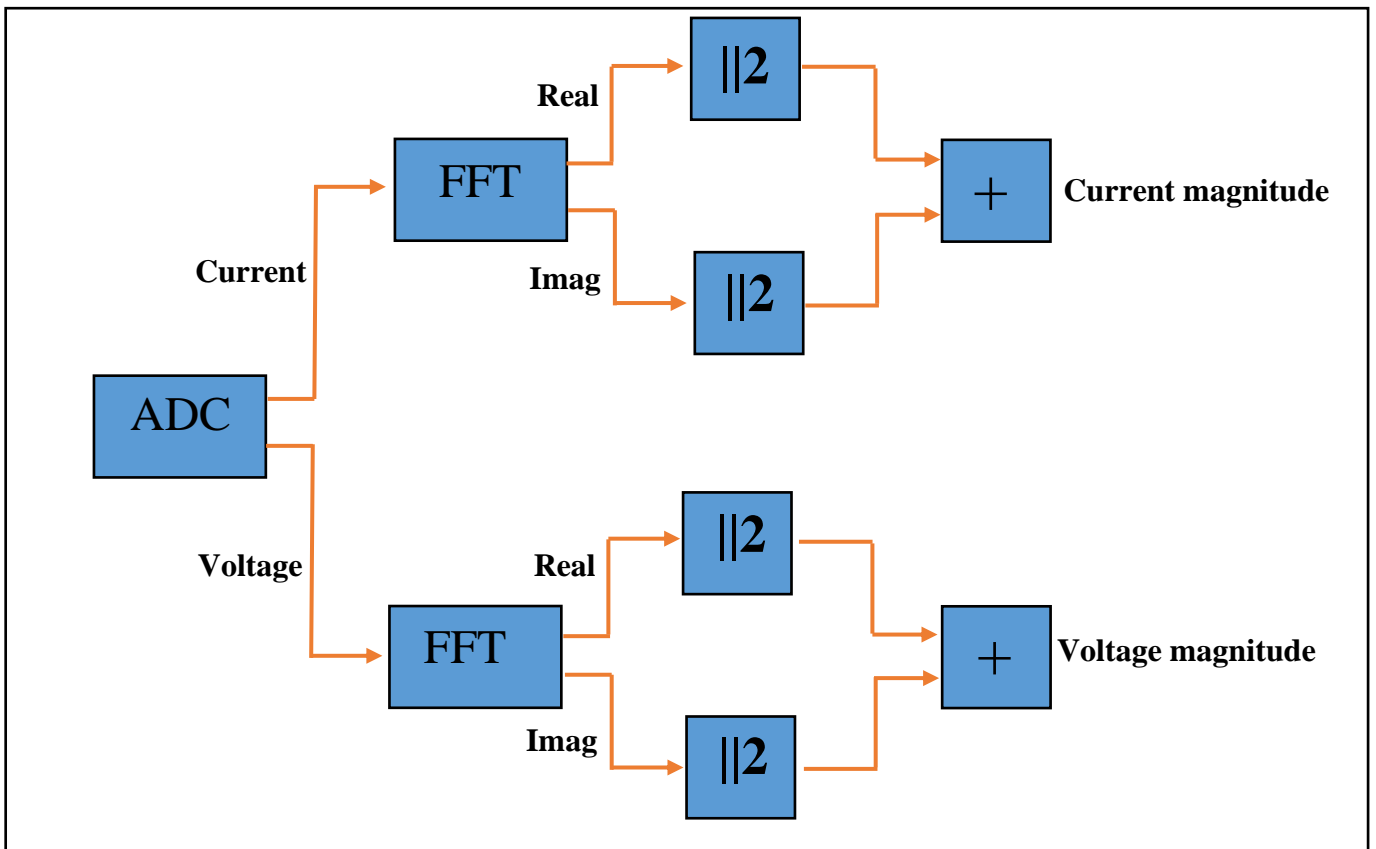 ||2
Real
FFT
+
Current magnitude
Current
Imag
||2
ADC
||2
Voltage
Real
FFT
+
Voltage magnitude
Imag
||2